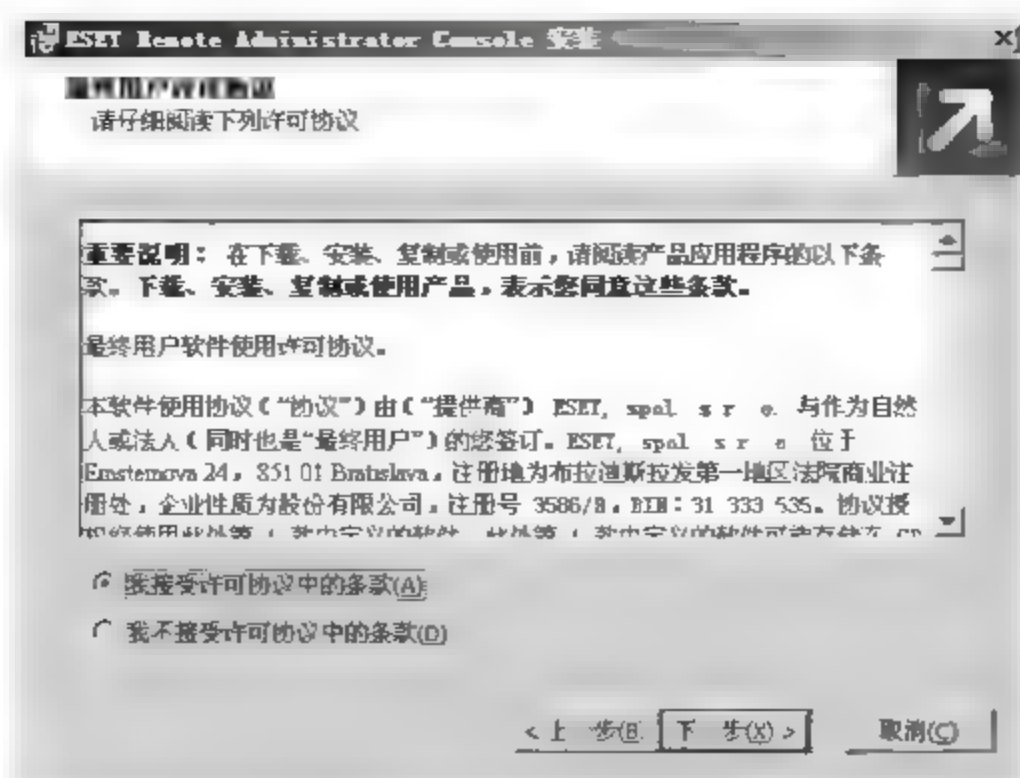 ESET Remote Administrator Console 安装
最终用户许可协议
请仔细阅读下列许可协议
重要说明：在下载、安装、复制或使用前，请阅读产品应用程序的以下条
款。下载、安装、复制或使用产品，表示您同意这些条款。
最终用户软件使用许可协议。
本软件使用协议（“协议”）由（“提供商”）ESET, spol. s r. o. 与作为自然
人或法人（同时也是“最终用户”）的您签订。ESET, spol. s r. o. 位于
Einsteinova 24, 851 01 Bratislava，注册地为布拉迪斯拉发第一地区法院商业注
册处，企业性质为股份有限公司，注册号 3586/B，BIN：31 333 535。协议授
我接受许可协议中的条款(A)
我不接受许可协议中的条款(D)
< 上一步(B) 下一步(X) > 取消(C)